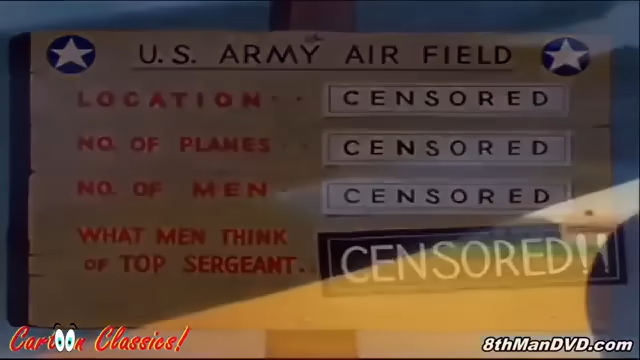 U.S. ARMY AIR FIELD
LOCATION.. CENSORED
NO. OF PLANES.. CENSORED
NO. OF MEN.. CENSORED
WHAT MEN THINK
OF TOP SERGEANT.. CENSORED!!
Cartoon Classics!
8thManDVD.com